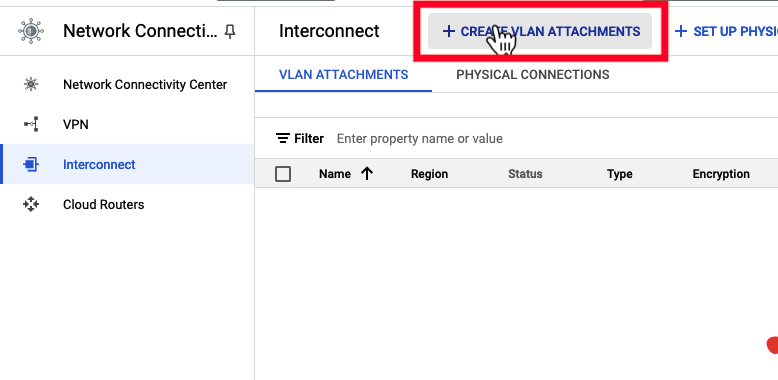 Network Connecti...
Interconnect
+ CREATE VLAN ATTACHMENTS
+ SET UP PHYSI
Network Connectivity Center
VPN
Interconnect
Cloud Routers
VLAN ATTACHMENTS
PHYSICAL CONNECTIONS
Filter Enter property name or value
Name Region Status Type Encryption